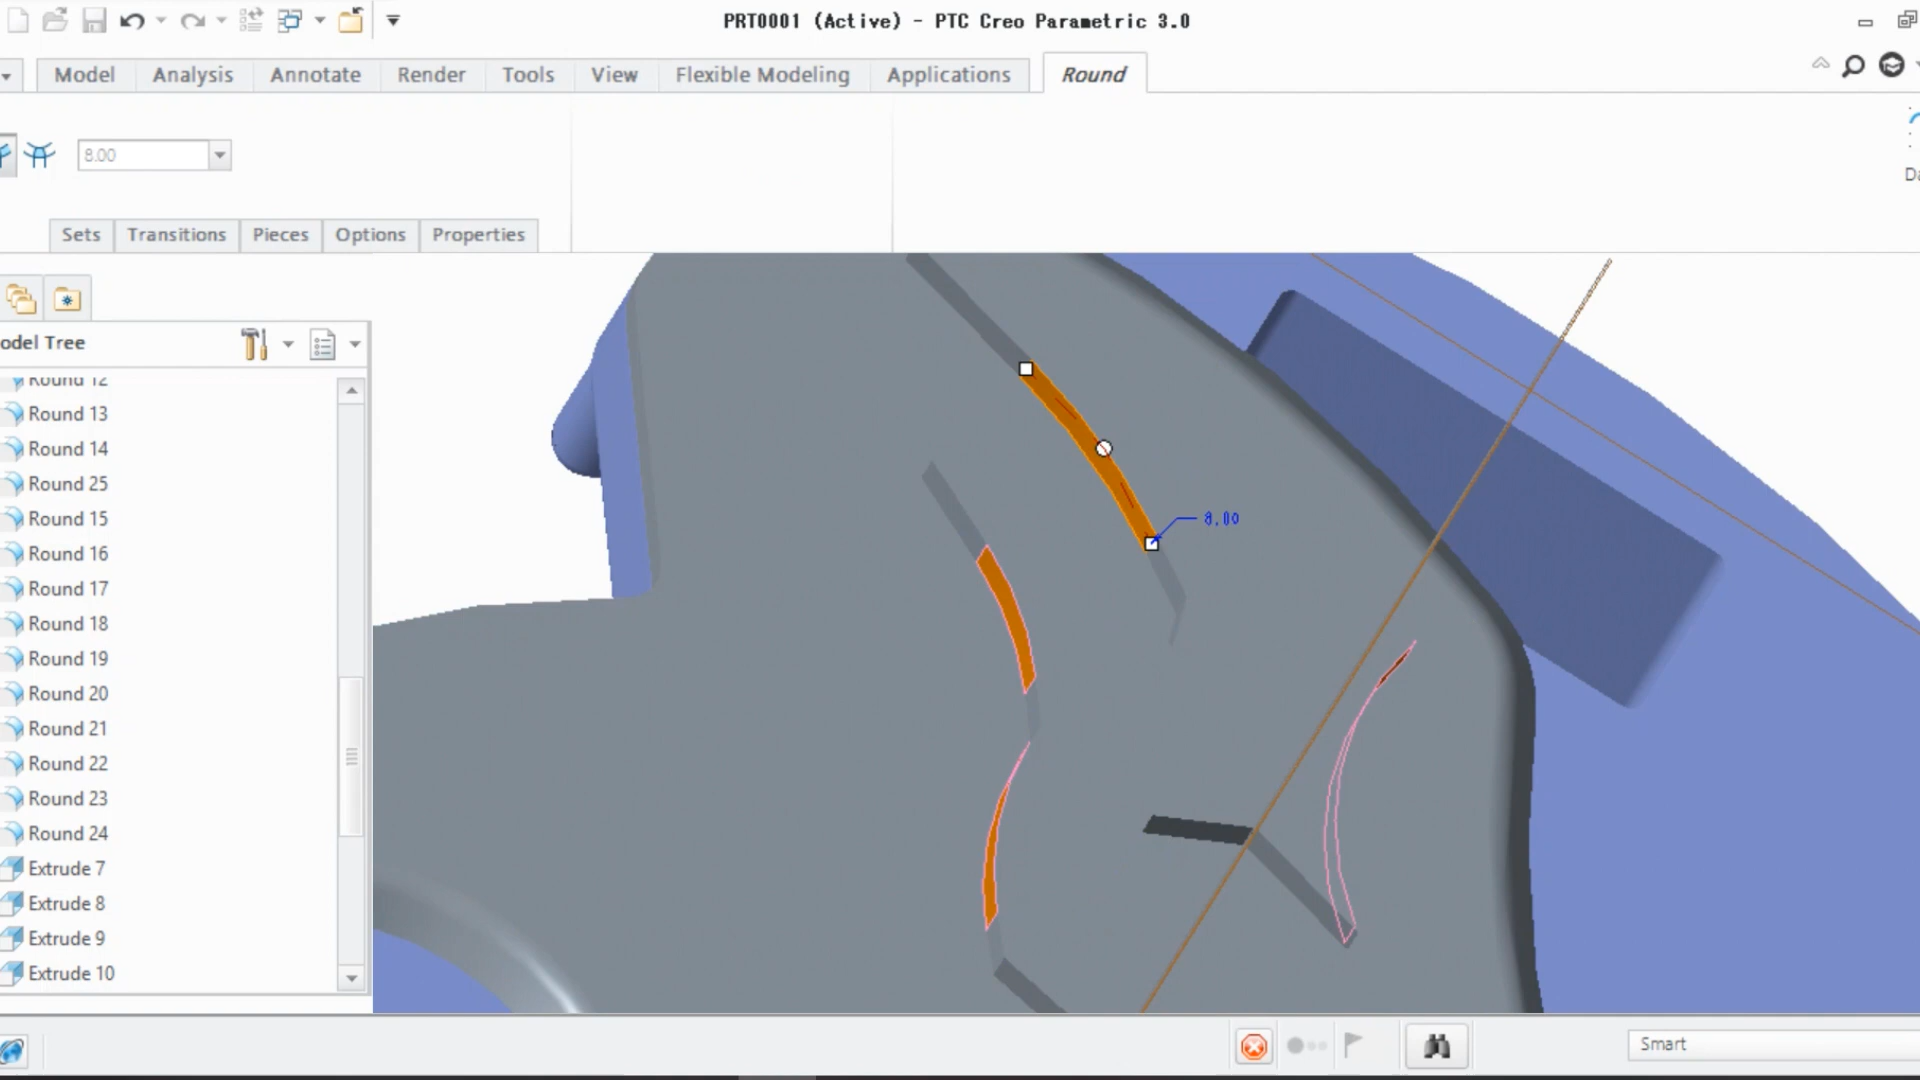 PRT0001 (Active) - PTC Creo Parametric 3.0
Model Analysis Annotate Render Tools View Flexible Modeling Applications Round
8.00
Sets Transitions Pieces Options Properties
odel Tree
Round 12
Round 13
Round 14
Round 25
Round 15
Round 16
Round 17
Round 18
Round 19
Round 20
Round 21
Round 22
Round 23
Round 24
Extrude 7
Extrude 8
Extrude 9
Extrude 10
8.00
Smart